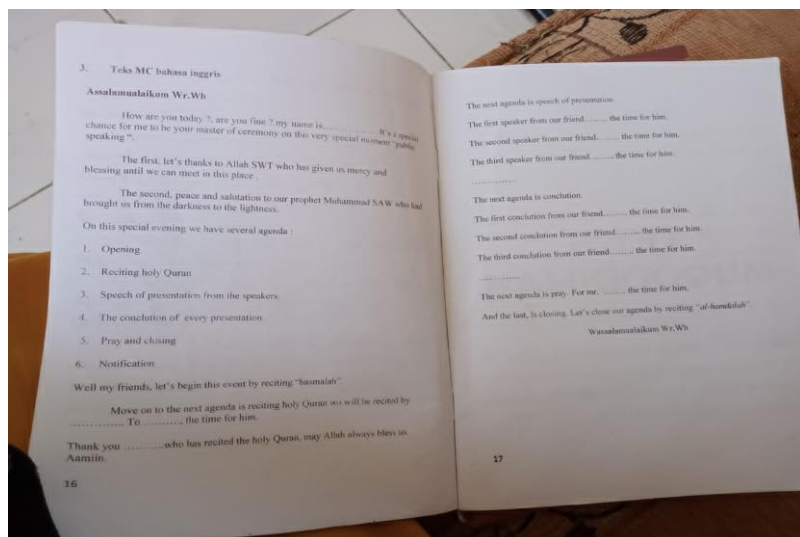 3. Teks MC bahasa inggris
Assalamualaikum Wr.Wb
How are you today ?, are you fine ? my name is.................... It's a special
chance for me to be your master of ceremony on this very special moment "public
speaking ".
The first, let's thanks to Allah SWT who has given us mercy and
blessing until we can meet in this place .
The second, peace and salutation to our prophet Muhammad SAW who had
brought us from the darkness to the lightness.
On this special evening we have several agenda :
1. Opening
2. Reciting holy Quran
3. Speech of presentation from the speakers
4. The conclution of every presentation
5. Pray and closing
6. Notification
Well my friends, let's begin this event by reciting "basmalah".
Move on to the next agenda is reciting holy Quran will be recited by
.............. To .........., the time for him.
Thank you ...........who has recited the holy Quran, may Allah always bless us.
Aamiin.
16
The next agenda is speech of presentation.
The first speaker from our friend......... the time for him.
The second speaker from our friend......... the time for him.
The third speaker from our friend......... the time for him.
..............
The next agenda is conclution.
The first conclution from our friend......... the time for him.
The second conclution from our friend......... the time for him.
The third conclution from our friend......... the time for him.
..............
The next agenda is pray. For mr. ........ the time for him.
And the last, is closing. Let's close our agenda by reciting "al-hamdalah".
Wassalamualaikum Wr.Wb
17